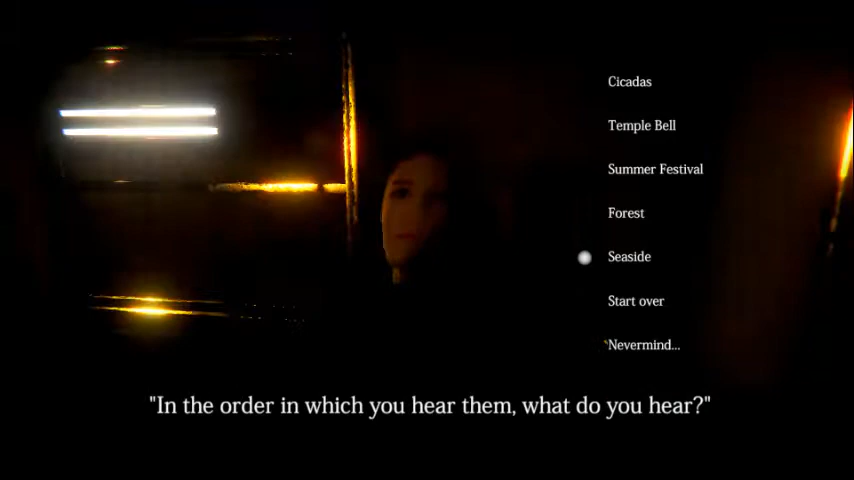 Cicadas
Temple Bell
Summer Festival
Forest
Seaside
Start over
Nevermind...
"In the order in which you hear them, what do you hear?"